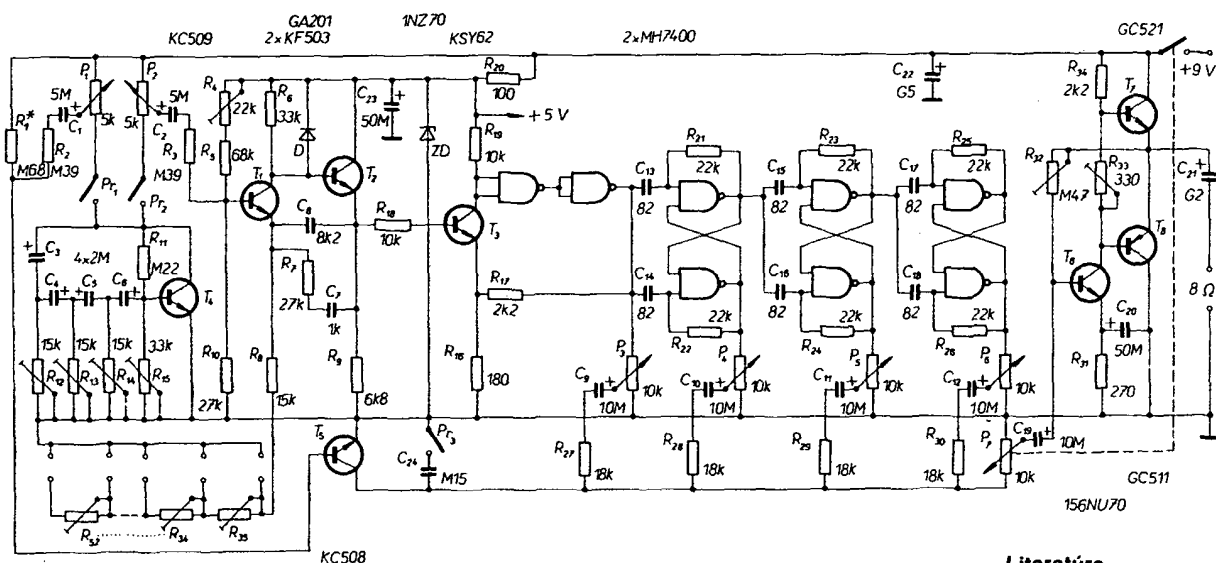 GA201
1NZ70
KC509
2×KF503
KSY62
2×MH7400
GC521
+9 V
P₁
P₂
5M
5M
5k
5k
C₁
C₂
R₁*
M68
R₂
M39
R₃
M39
Pr₁
Pr₂
R₄
22k
R₅
68k
R₆
33k
D
T₁
T₂
C₂₃
50M
ZD
R₂₀
100
+5 V
R₁₉
10k
C₈
8k2
R₁₈
10k
T₃
R₇
27k
C₇
1k
R₁₇
2k2
R₁₆
180
C₃
4×2M
C₄
C₅
C₆
R₁₁
M22
T₄
15k
15k
15k
33k
R₁₂
R₁₃
R₁₄
R₁₅
R₁₀
27k
R₈
15k
R₉
6k8
T₅
Pr₃
C₂₄
M15
KC508
R₃₄
R₃₅
C₁₃
82
R₂₁
22k
C₁₄
82
22k
R₂₂
C₁₅
82
R₂₃
22k
C₁₆
82
22k
R₂₄
C₁₇
82
R₂₅
22k
C₁₈
82
22k
R₂₆
C₂₂
G5
P₃
10k
C₉
10M
P₄
10k
C₁₀
10M
P₅
10k
C₁₁
10M
P₆
10k
C₁₂
10M
R₂₇
18k
R₂₈
18k
R₂₉
18k
R₃₀
18k
P₇
10k
C₁₉
10M
R₃₄
2k2
T₇
R₃₂
M47
R₃₃
330
T₆
T₈
C₂₀
50M
R₃₁
270
C₂₁
G2
8 Ω
GC511
156NU70
Literatúra